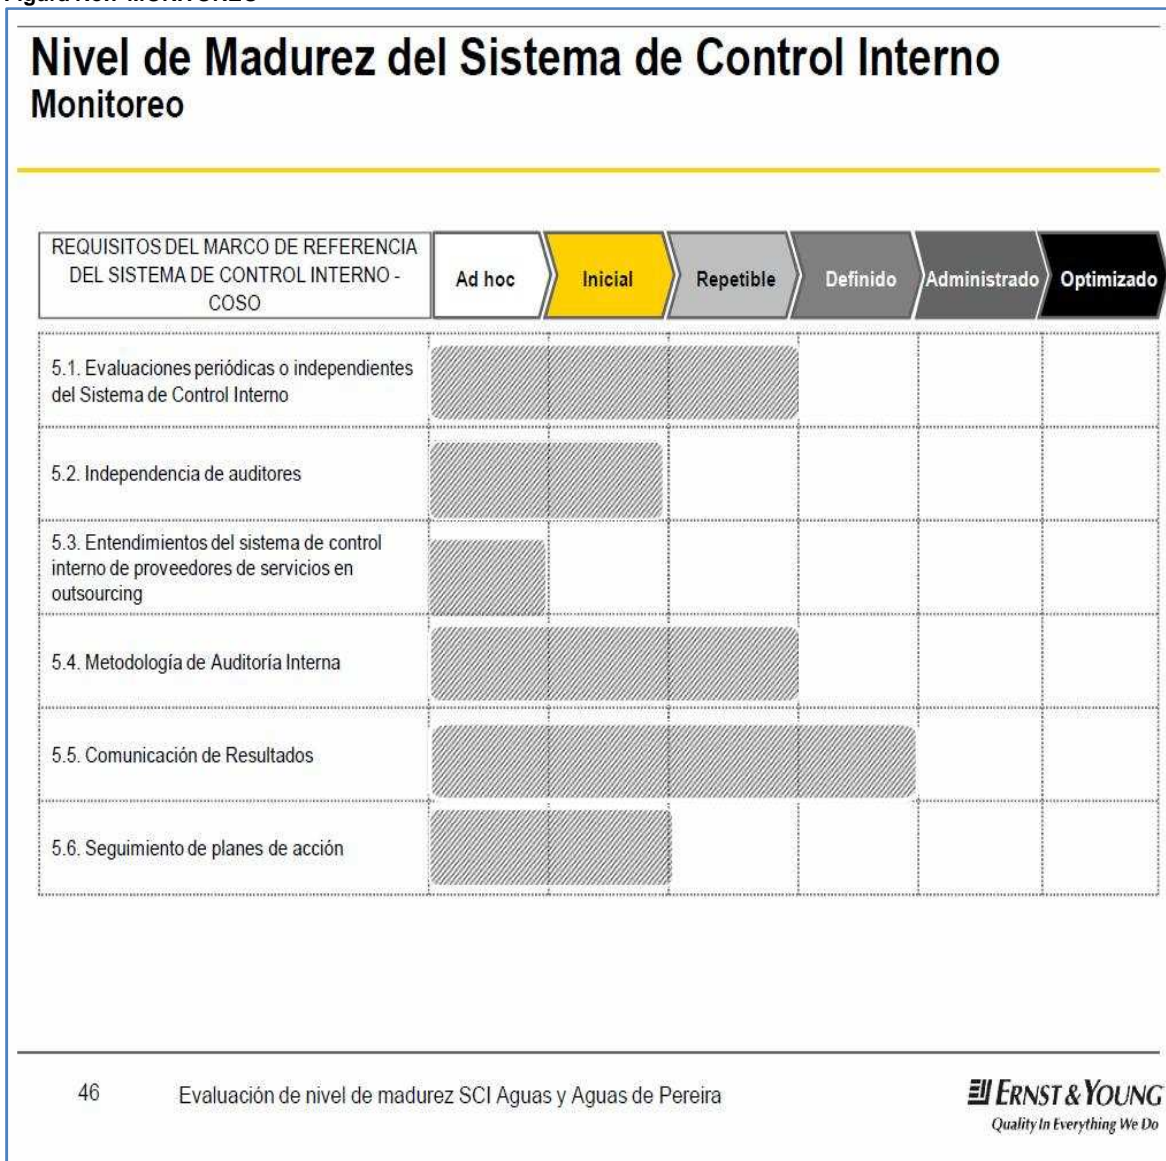 Nivel de Madurez del Sistema de Control Interno
Monitoreo
REQUISITOS DEL MARCO DE REFERENCIA
DEL SISTEMA DE CONTROL INTERNO -
COSO
Ad hoc
Inicial
Repetible
Definido
Administrado
Optimizado
5.1. Evaluaciones periódicas o independientes
del Sistema de Control Interno
5.2. Independencia de auditores
5.3. Entendimientos del sistema de control
interno de proveedores de servicios en
outsourcing
5.4. Metodología de Auditoría Interna
5.5. Comunicación de Resultados
5.6. Seguimiento de planes de acción
46 Evaluación de nivel de madurez SCI Aguas y Aguas de Pereira
EY ERNST & YOUNG
Quality In Everything We Do